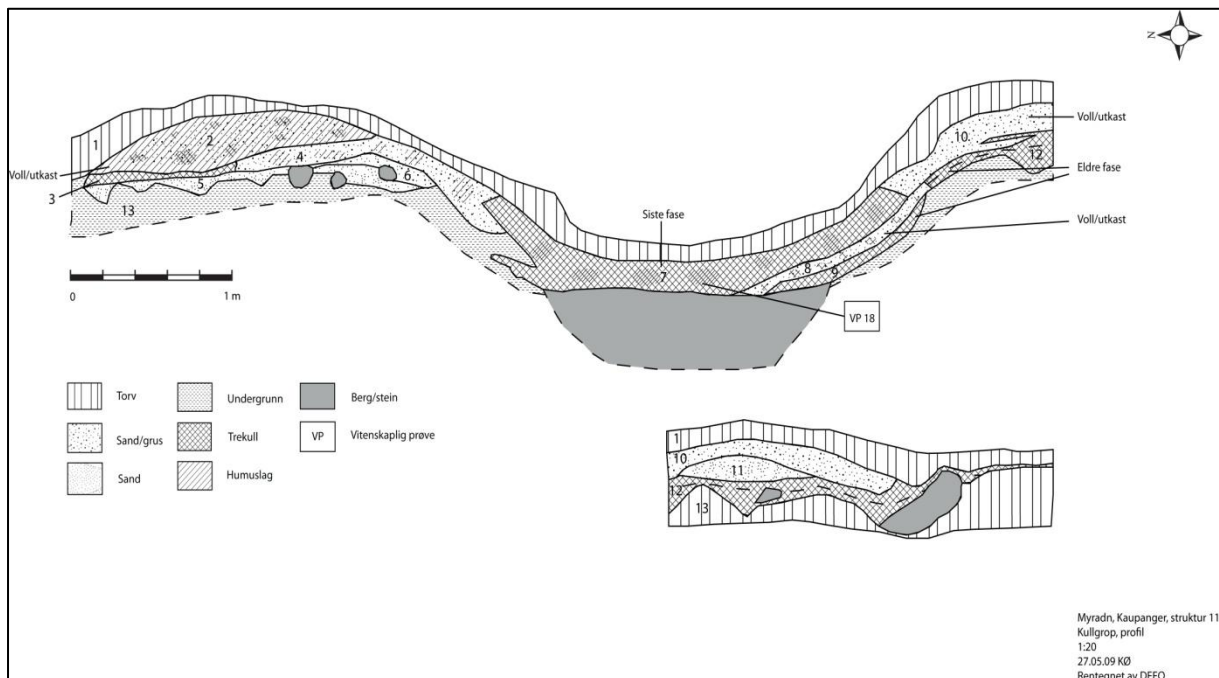 N
1
2
10
Voll/utkast
4
12
Voll/utkast
6
Eldre fase
3
5
13
Siste fase
Voll/utkast
8
7
9
0
1 m
VP 18
Torv
Undergrunn
Berg/stein
Sand/grus
Trekull
VP
Vitenskaplig prøve
Sand
Humuslag
1
10
11
12
13
Myradn, Kaupanger, struktur 11
Kullgrop, profil
1:20
27.05.09 KØ
Rentegnet av